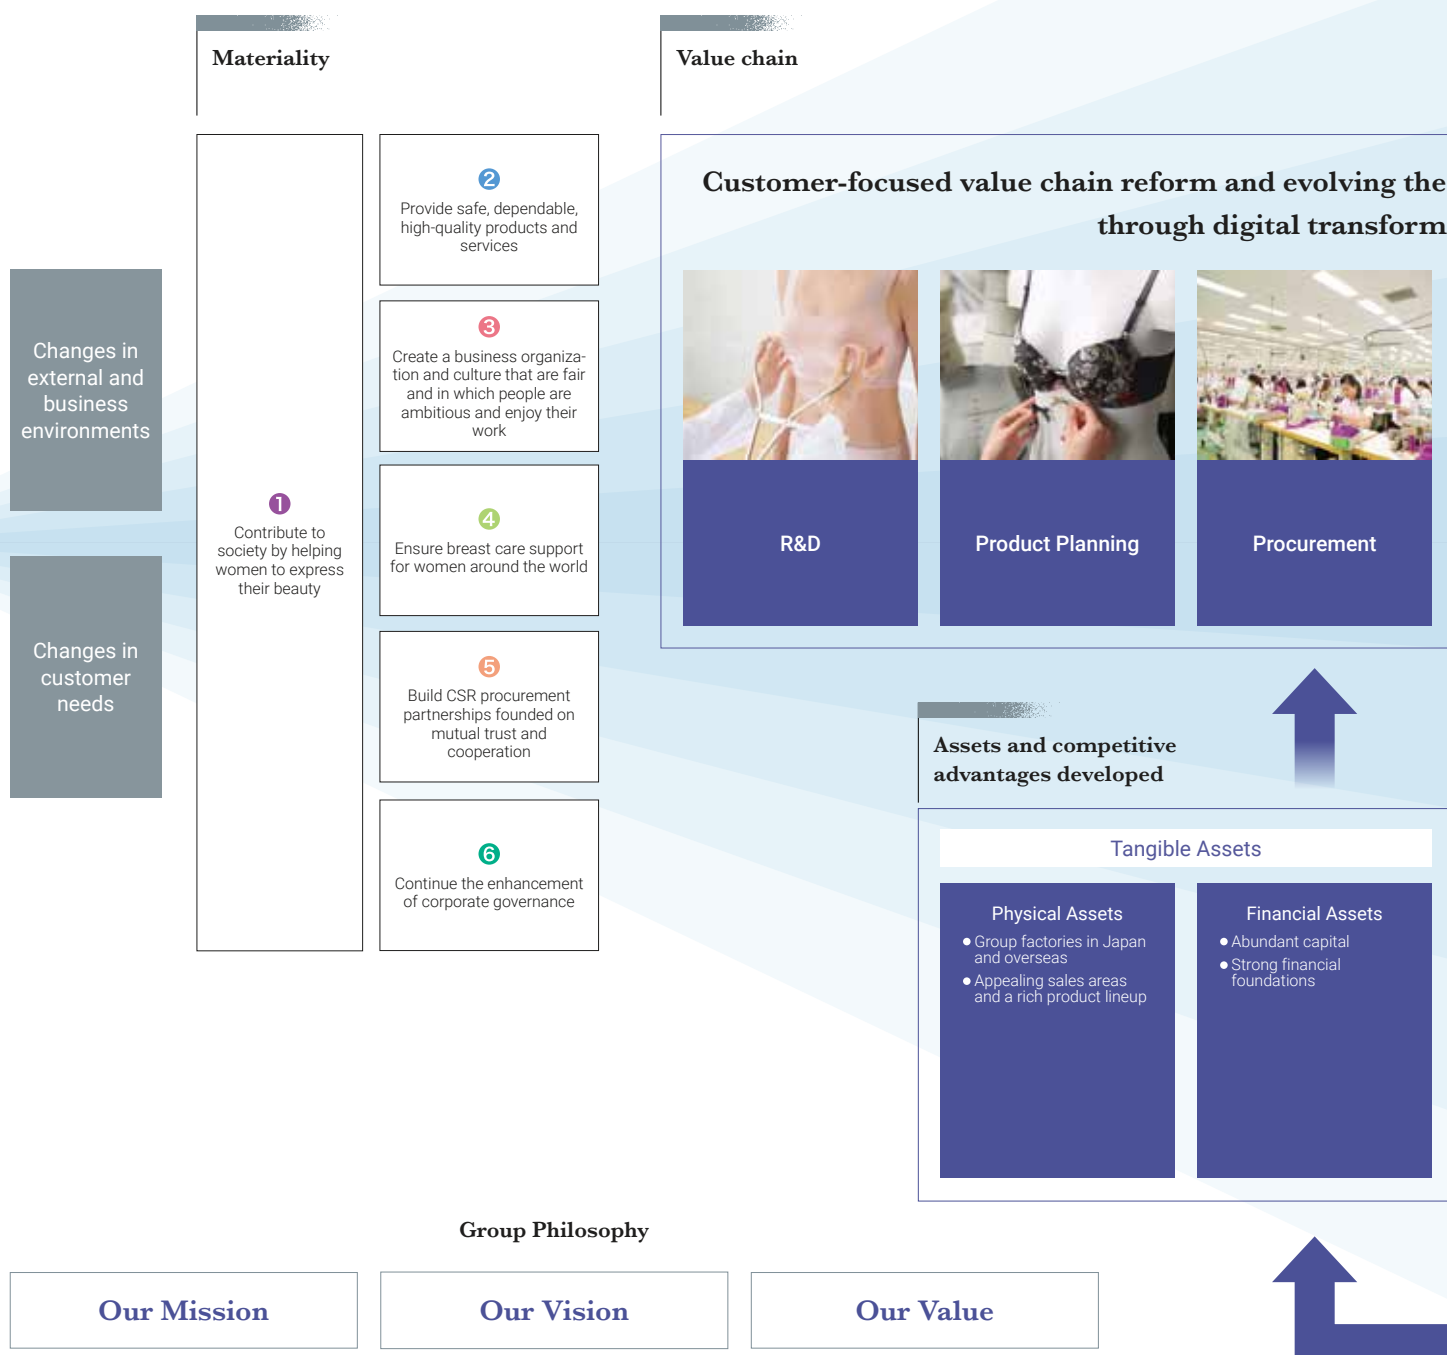 Materiality
Value chain
Changes in
external and
business
environments
Changes in
customer
needs
❶
Contribute to
society by helping
women to express
their beauty
❷
Provide safe, dependable,
high-quality products and
services
❸
Create a business organiza-
tion and culture that are fair
and in which people are
ambitious and enjoy their
work
❹
Ensure breast care support
for women around the world
❺
Build CSR procurement
partnerships founded on
mutual trust and
cooperation
❻
Continue the enhancement
of corporate governance
Customer-focused value chain reform and evolving the
through digital transform
R&D
Product Planning
Procurement
Assets and competitive
advantages developed
Tangible Assets
Physical Assets
● Group factories in Japan
and overseas
● Appealing sales areas
and a rich product lineup
Financial Assets
● Abundant capital
● Strong financial
foundations
Group Philosophy
Our Mission
Our Vision
Our Value